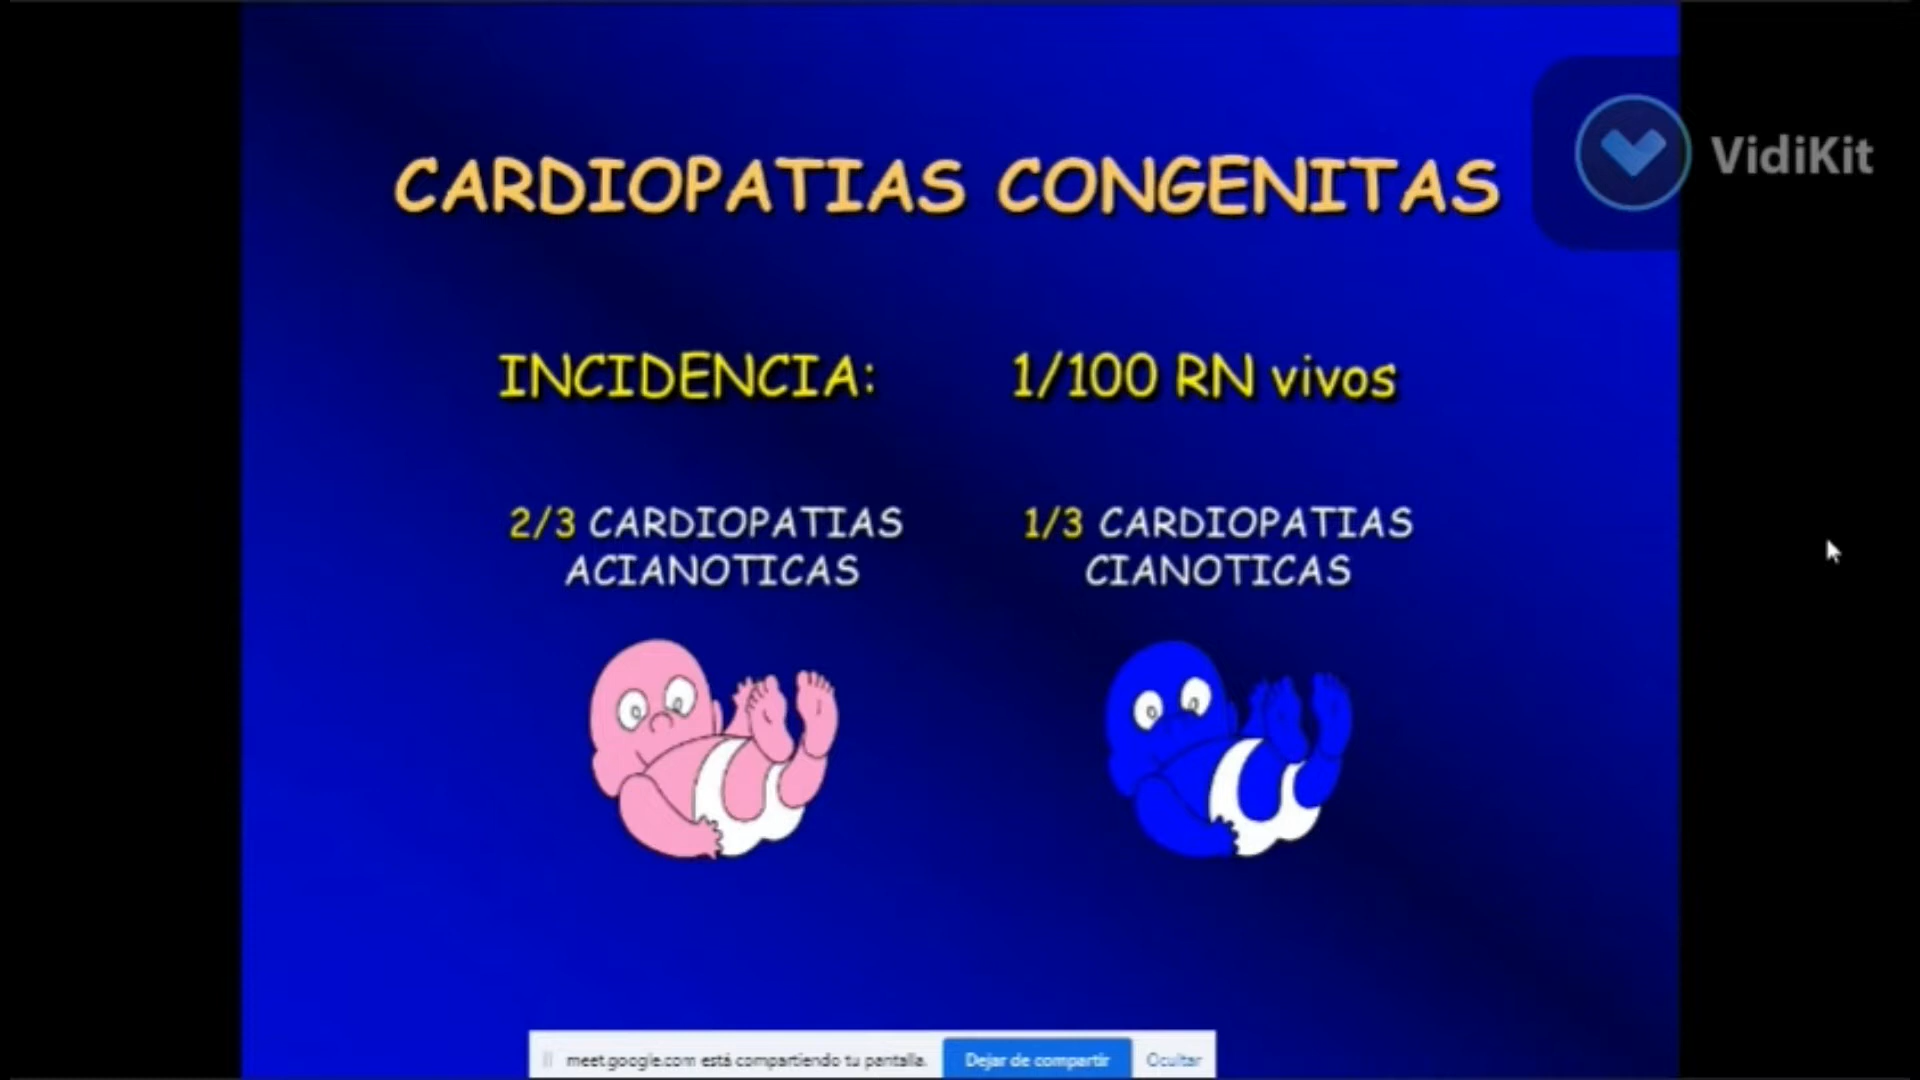 VidiKit
CARDIOPATIAS CONGENITAS
INCIDENCIA: 1/100 RN vivos
2/3 CARDIOPATIAS
ACIANOTICAS
1/3 CARDIOPATIAS
CIANOTICAS
meet.google.com está compartiendo tu pantalla. Dejar de compartir Ocultar